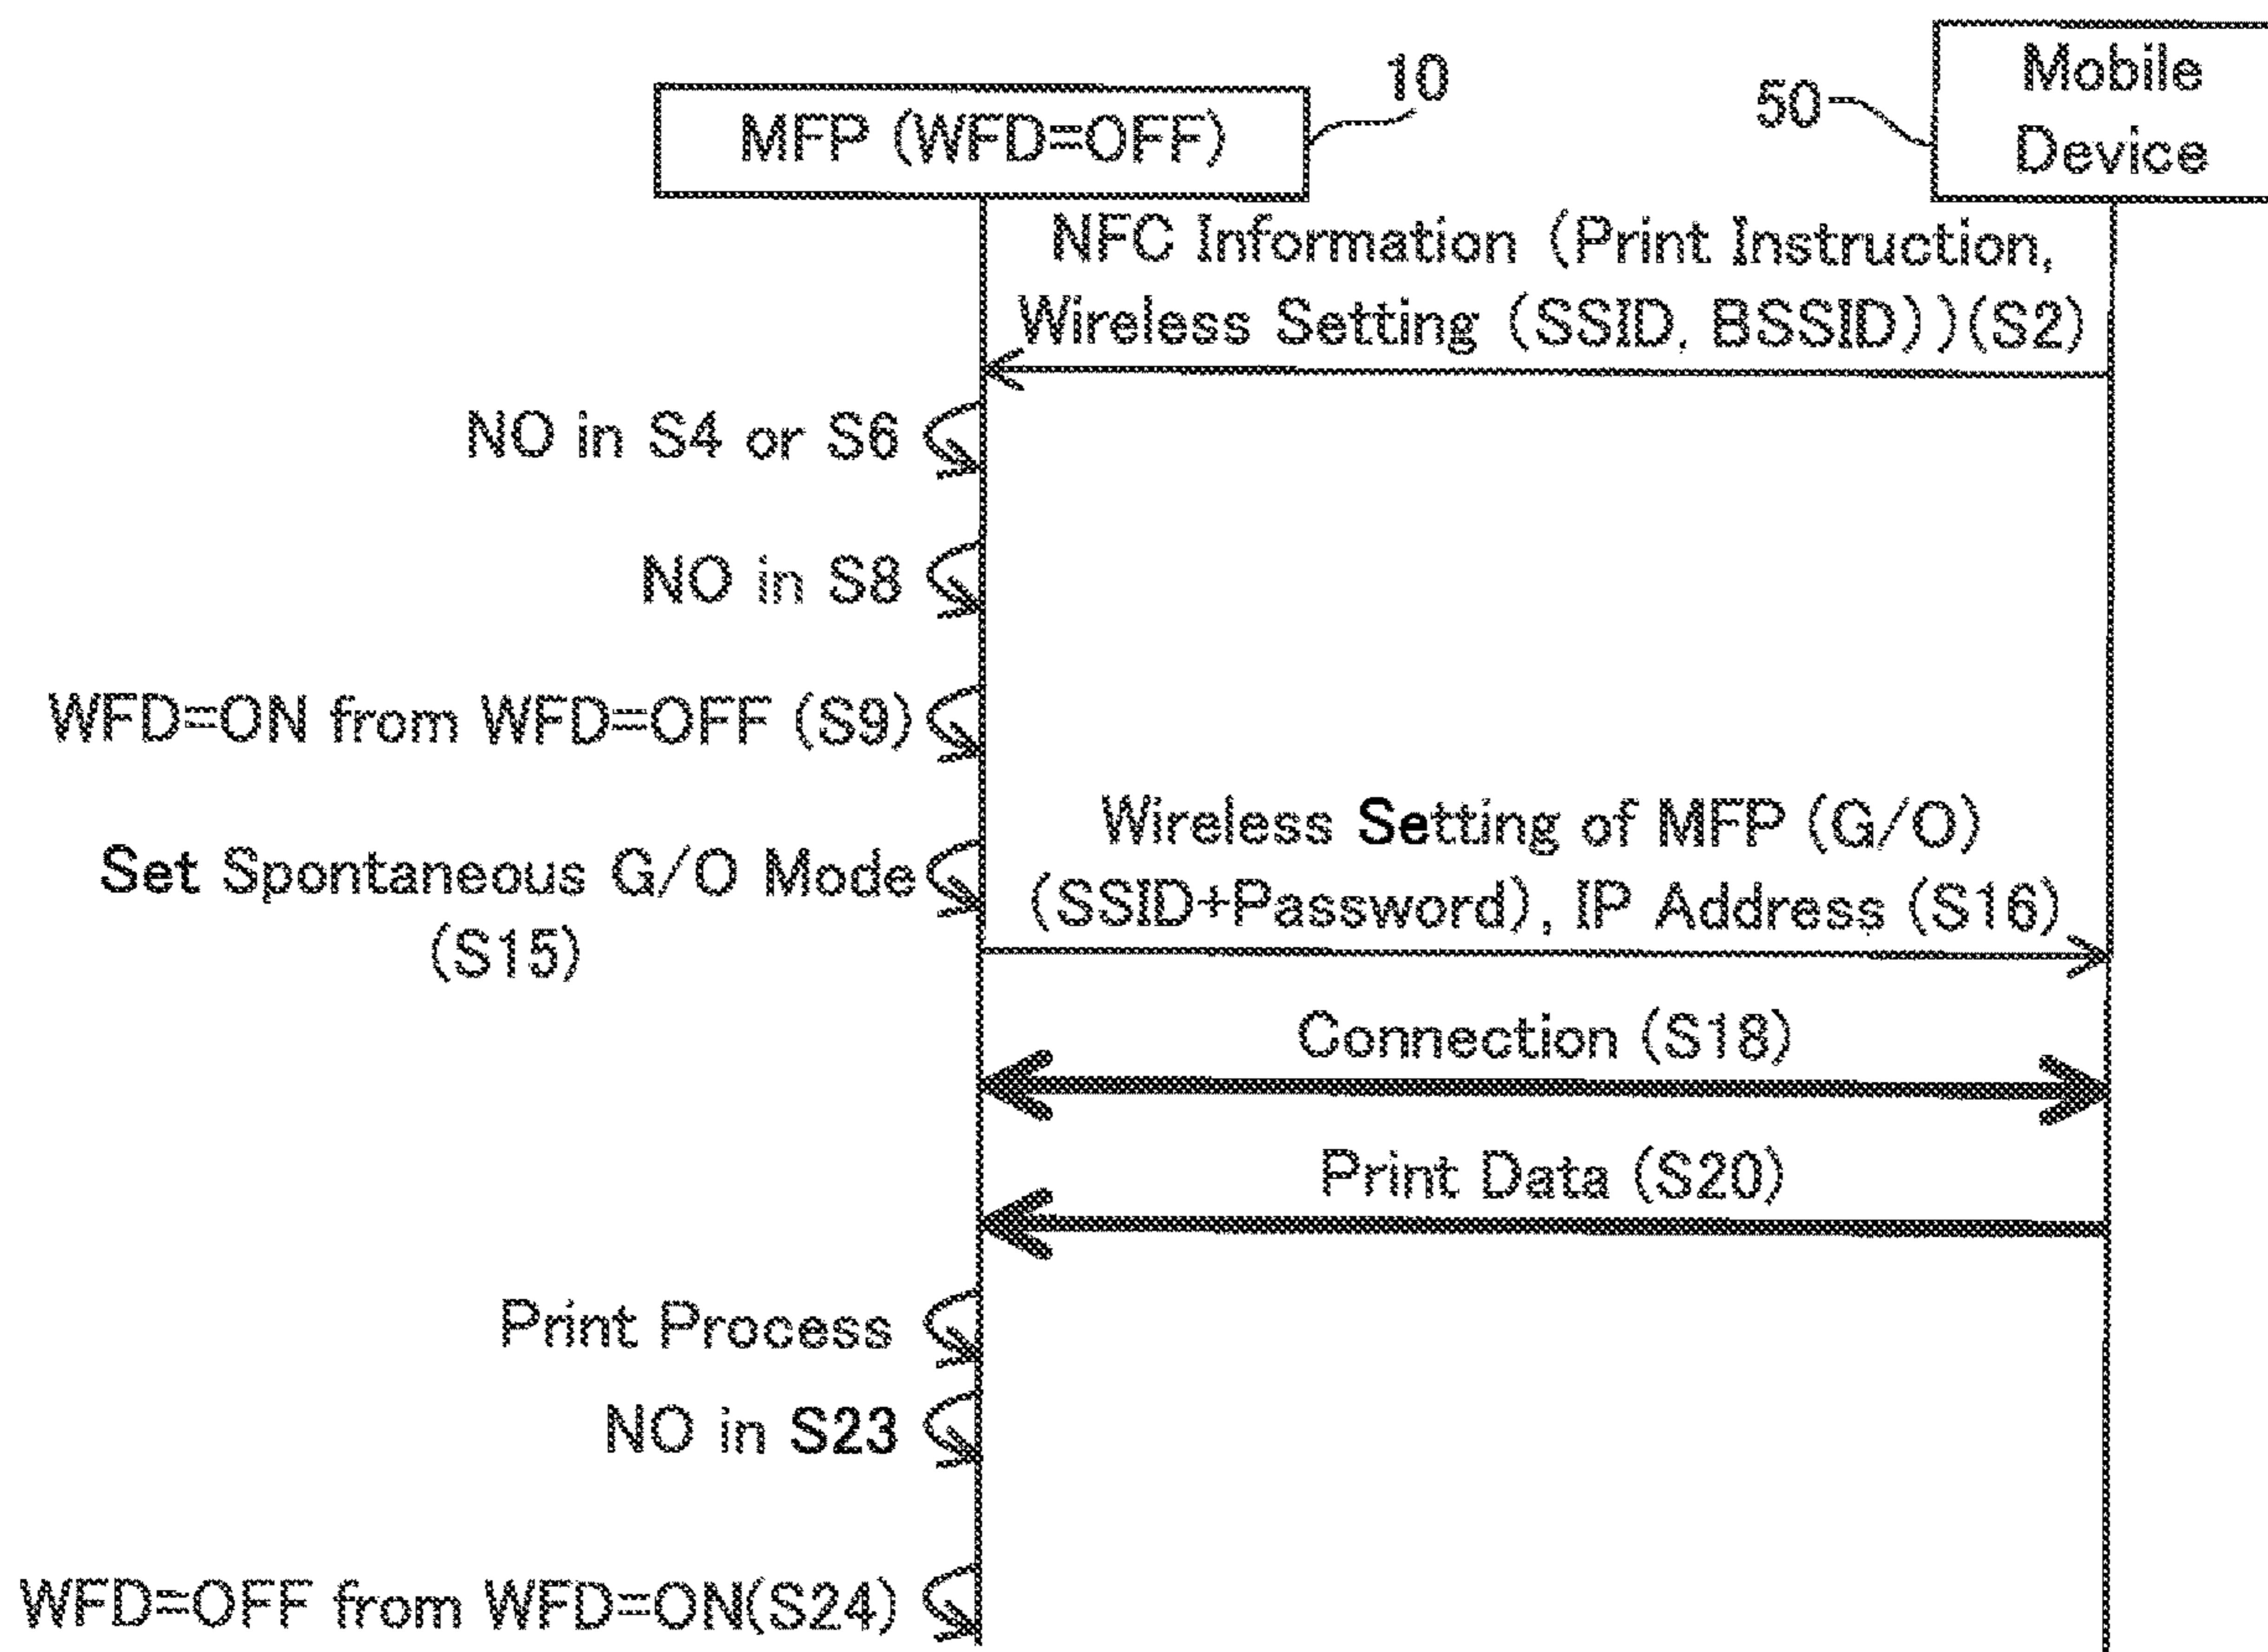 10
50
Mobile
Device
MFP (WFD=OFF)
NFC Information (Print Instruction,
Wireless Setting (SSID, BSSID))(S2)
NO in S4 or S6
NO in S8
WFD=ON from WFD=OFF (S9)
Wireless Setting of MFP (G/O)
(SSID+Password), IP Address (S16)
Set Spontaneous G/O Mode
(S15)
Connection (S18)
Print Data (S20)
Print Process
NO in S23
WFD=OFF from WFD=ON(S24)